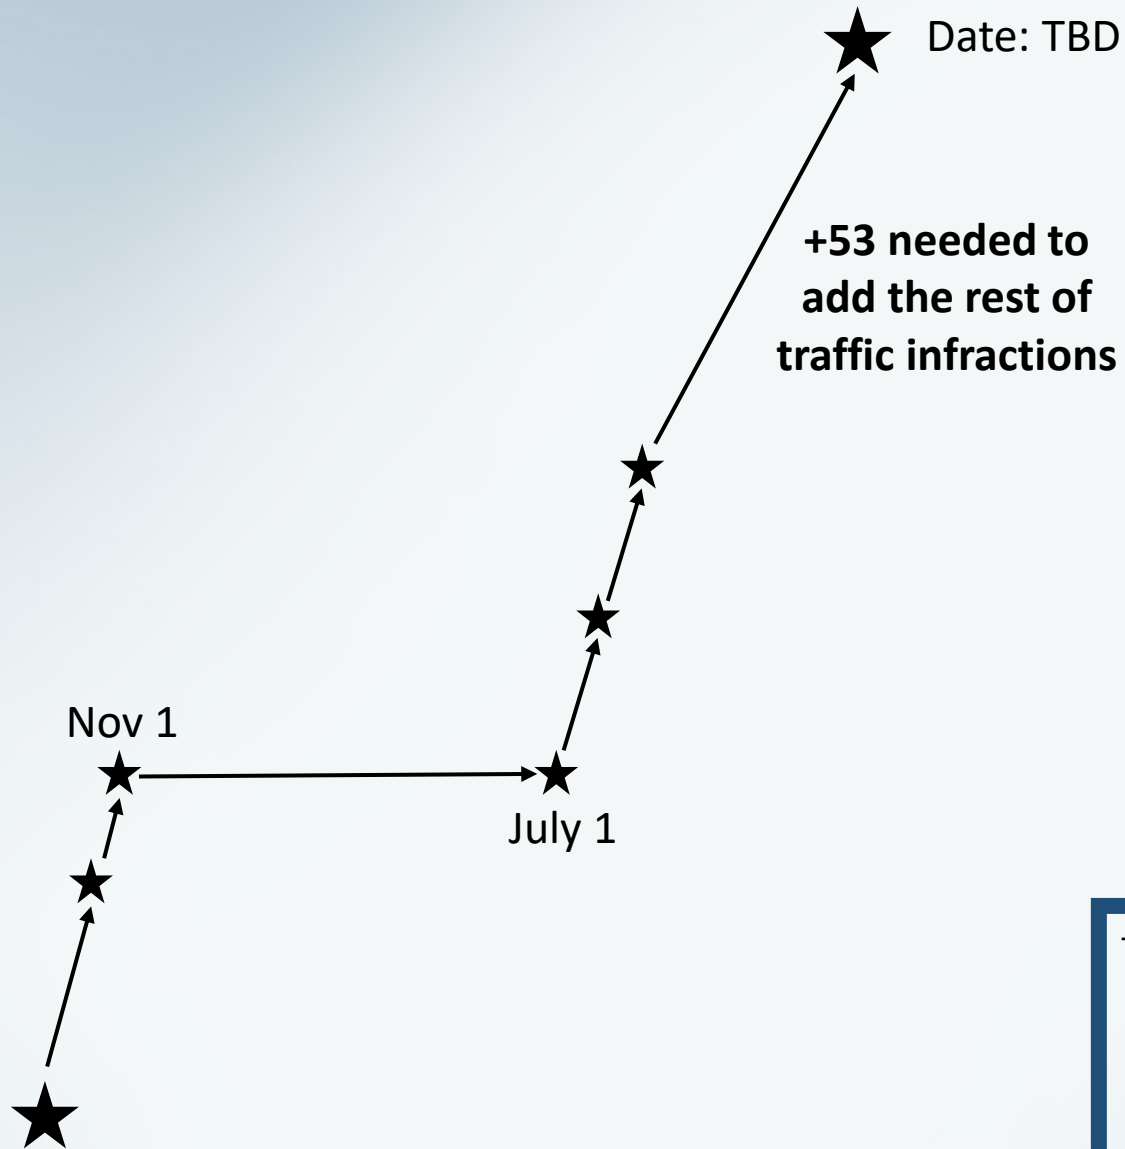 Date: TBD
+53 needed to
add the rest of
traffic infractions
Nov 1
July 1